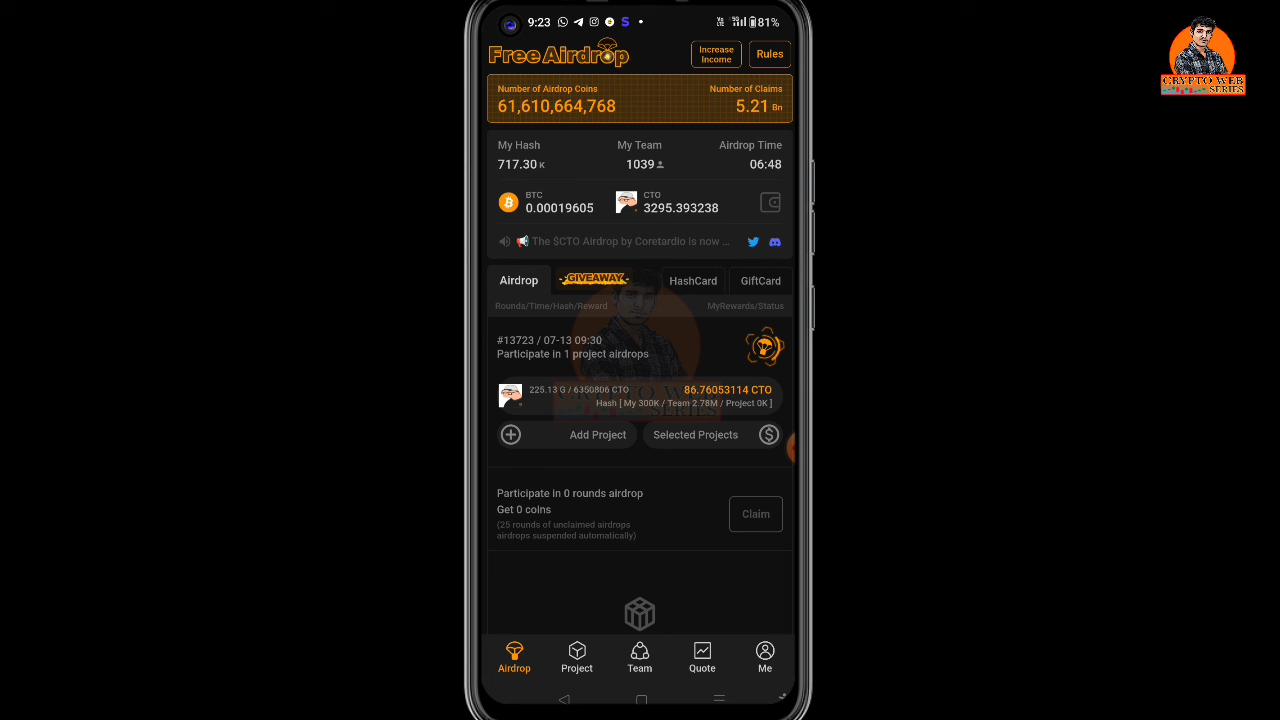 9:23
81%
Free Airdrop
Increase
Income
Rules
Number of Airdrop Coins
Number of Claims
61,610,664,768
5.21 Bn
My Hash
My Team
Airdrop Time
717.30 K
1039
06:48
BTC
0.00019605
CTO
3295.393238
The $CTO Airdrop by Coretardio is now ...
Airdrop
GIVEAWAY
HashCard
GiftCard
Rounds/Time/Hash/Reward
MyRewards/Status
#13723 / 07-13 09:30
Participate in 1 project airdrops
225.13 G / 6350806 CTO
86.76053114 CTO
Hash [ My 300K / Team 2.78M / Project 0K ]
Add Project
Selected Projects
Participate in 0 rounds airdrop
Get 0 coins
(25 rounds of unclaimed airdrops
airdrops suspended automatically)
Claim
Airdrop
Project
Team
Quote
Me
CRYPTO WEB
SERIES